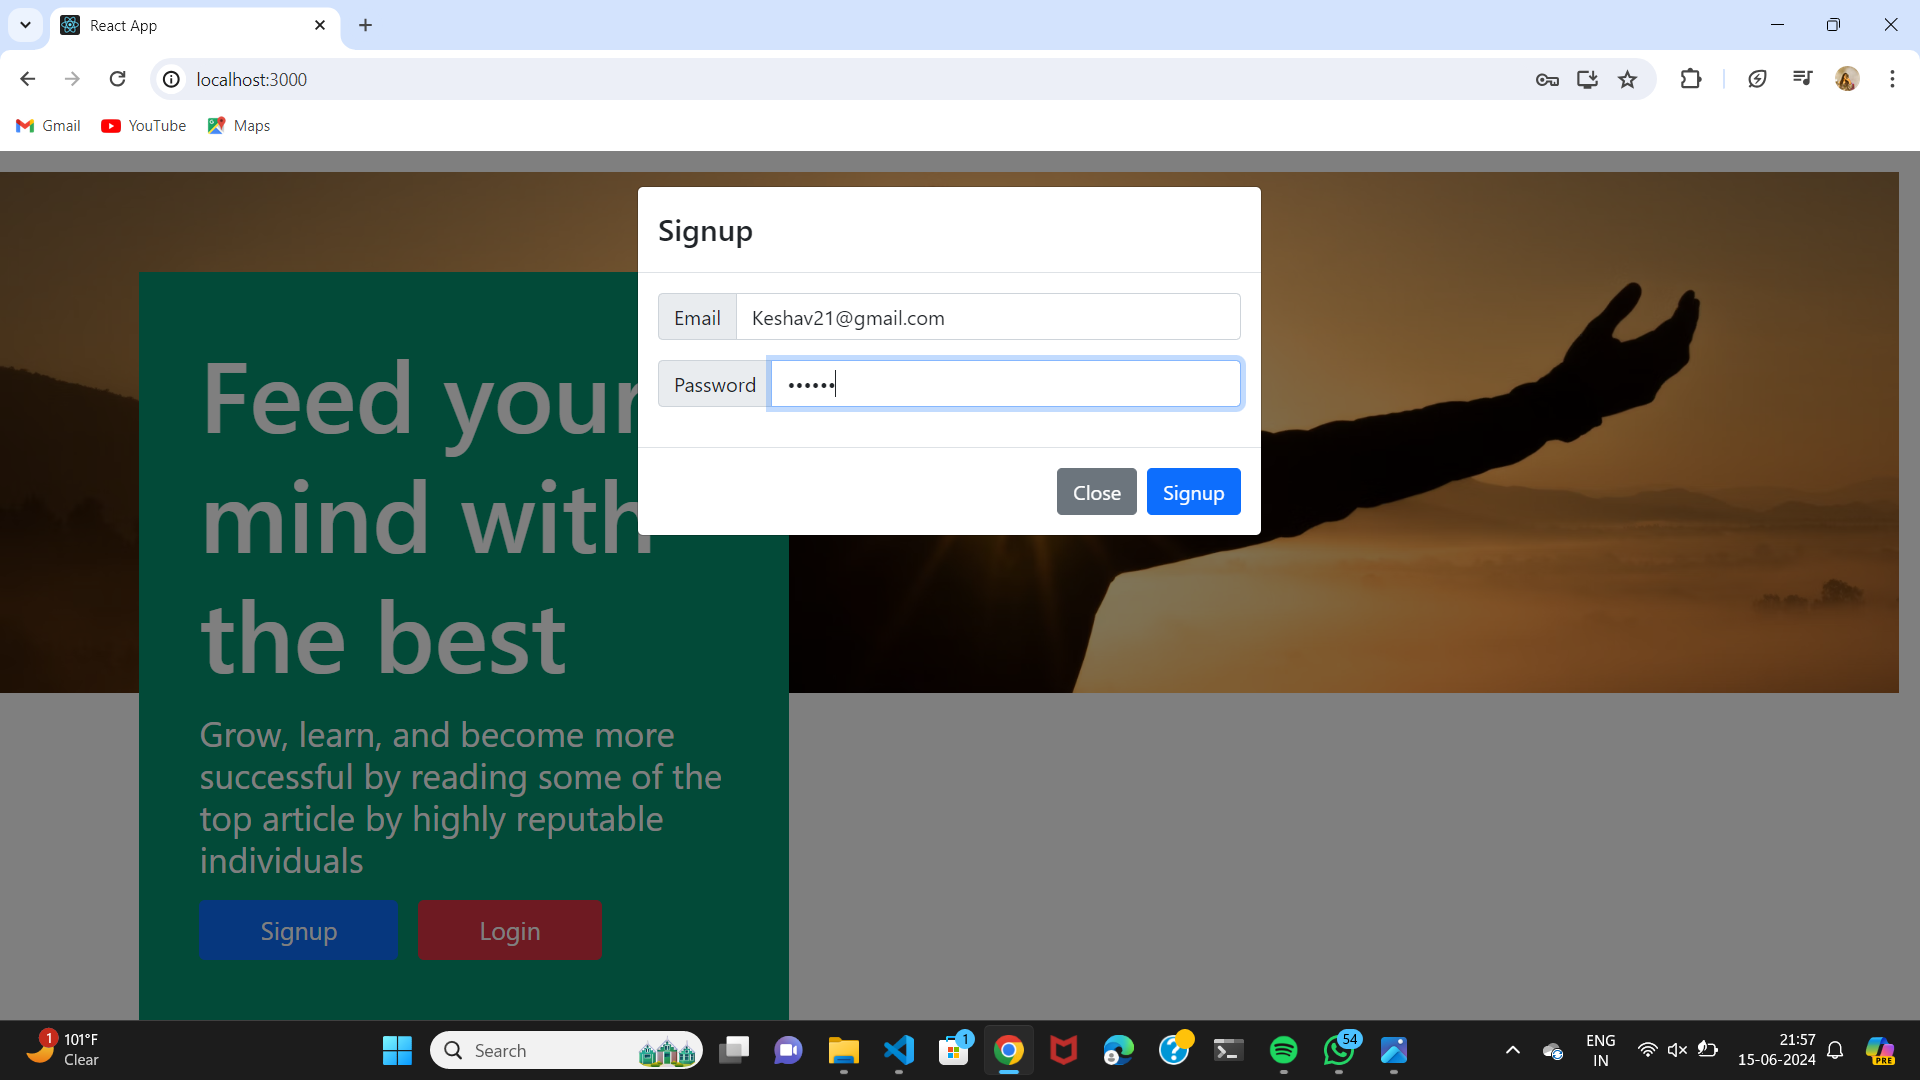 React App
localhost:3000
Gmail
YouTube
Maps
Signup
Email
Keshav21@gmail.com
Password
••••••
Close
Signup
Feed your
mind with
the best
Grow, learn, and become more
successful by reading some of the
top article by highly reputable
individuals
Signup
Login
1
101°F
Clear
Search
1
54
ENG
IN
21:57
15-06-2024
PRE